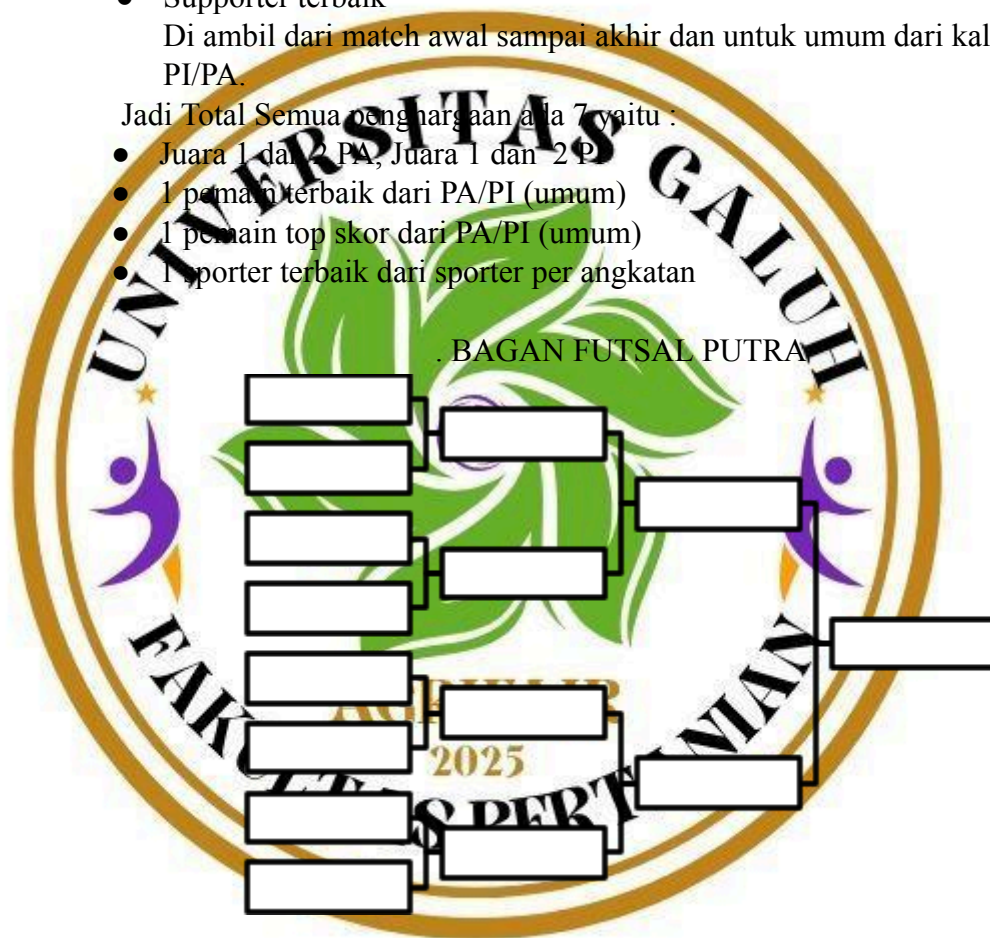 ● Supporter terbaik
Di ambil dari match awal sampai akhir dan untuk umum dari kal
PI/PA.
Jadi Total Semua penghargaan ada 7 yaitu :
● Juara 1 dan 2 PA, Juara 1 dan 2 PI
● 1 pemain terbaik dari PA/PI (umum)
● 1 pemain top skor dari PA/PI (umum)
● 1 sporter terbaik dari sporter per angkatan
. BAGAN FUTSAL PUTRA
UNIVERSITAS GALUH
AGRIFAIR
2025
FAKULTAS PERTANIAN